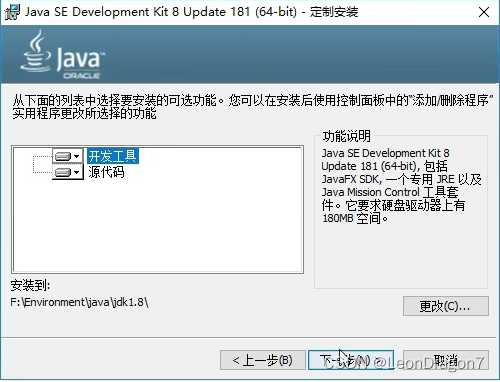 Java SE Development Kit 8 Update 181 (64-bit) - 定制安装
Java
ORACLE
从下面的列表中选择要安装的可选功能。您可以在安装后使用控制面板中的“添加/删除程序”
实用程序更改所选择的功能
开发工具
源代码
功能说明
Java SE Development Kit 8
Update 181 (64-bit), 包括
JavaFX SDK, 一个专用 JRE 以及
Java Mission Control 工具套
件。它要求硬盘驱动器上有
180MB 空间。
安装到:
F:\Environment\java\jdk1.8\
更改(C)...
< 上一步(B)
下一步(N) >
取消
CSDN @LeonDragon7